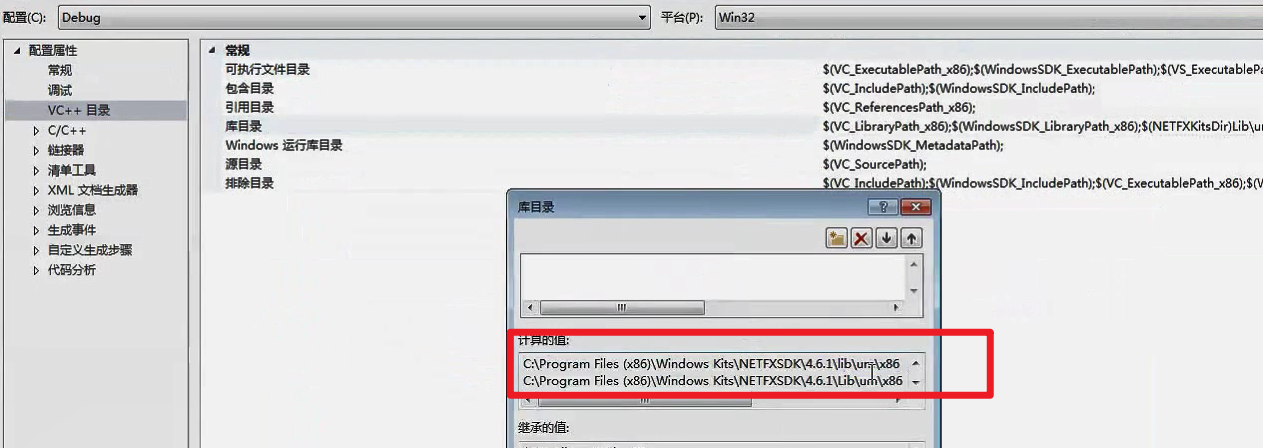 配置(C): Debug 平台(P): Win32
配置属性
常规
调试
VC++ 目录
C/C++
链接器
清单工具
XML 文档生成器
浏览信息
生成事件
自定义生成步骤
代码分析
常规
可执行文件目录 $(VC_ExecutablePath_x86);$(WindowsSDK_ExecutablePath);$(VS_ExecutablePa
包含目录 $(VC_IncludePath);$(WindowsSDK_IncludePath);
引用目录 $(VC_ReferencesPath_x86);
库目录 $(VC_LibraryPath_x86);$(WindowsSDK_LibraryPath_x86);$(NETFXKitsDir)Lib\un
Windows 运行库目录 $(WindowsSDK_MetadataPath);
源目录 $(VC_SourcePath);
排除目录 $(VC_IncludePath);$(WindowsSDK_IncludePath);$(VC_ExecutablePath_x86);$(W
库目录
计算的值:
C:\Program Files (x86)\Windows Kits\NETFXSDK\4.6.1\lib\um\x86
C:\Program Files (x86)\Windows Kits\NETFXSDK\4.6.1\Lib\um\x86
继承的值: